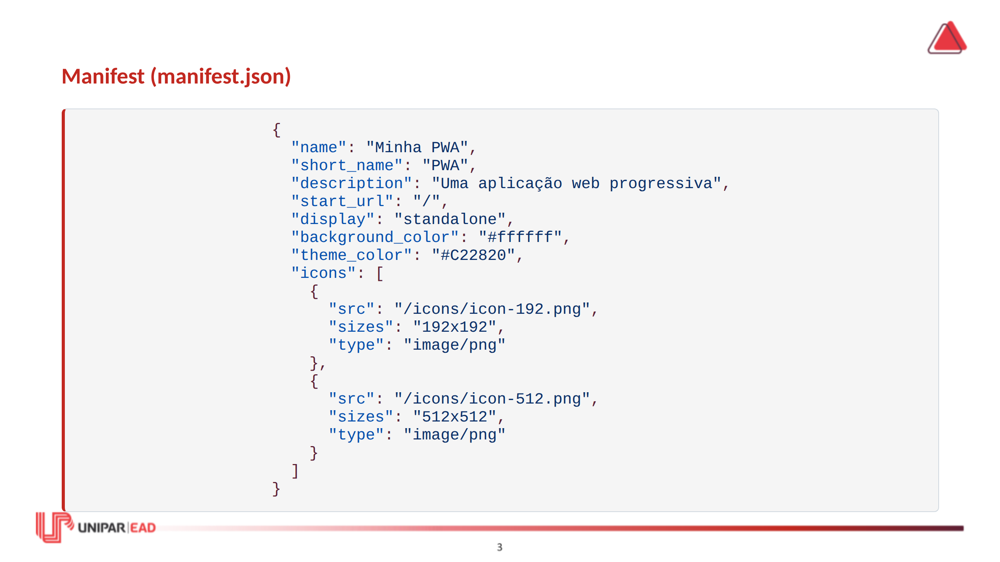 Manifest (manifest.json)
{
  "name": "Minha PWA",
  "short_name": "PWA",
  "description": "Uma aplicação web progressiva",
  "start_url": "/",
  "display": "standalone",
  "background_color": "#ffffff",
  "theme_color": "#C22820",
  "icons": [
    {
      "src": "/icons/icon-192.png",
      "sizes": "192x192",
      "type": "image/png"
    },
    {
      "src": "/icons/icon-512.png",
      "sizes": "512x512",
      "type": "image/png"
    }
  ]
}
UNIPAR|EAD
3